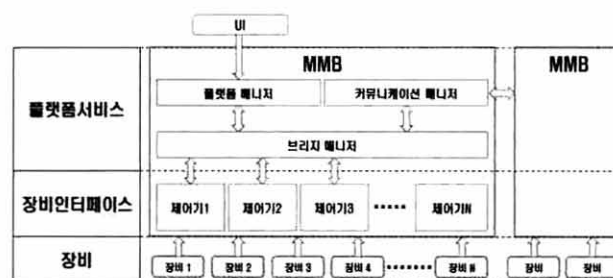 UI
MMB
MMB
플랫폼서비스
플랫폼 매니저
커뮤니케이션 매니저
브리지 매니저
장비인터페이스
제어기1
제어기2
제어기3
제어기N
장비
장비 1
장비 2
장비 3
장비 4
장비 N
장비
장비